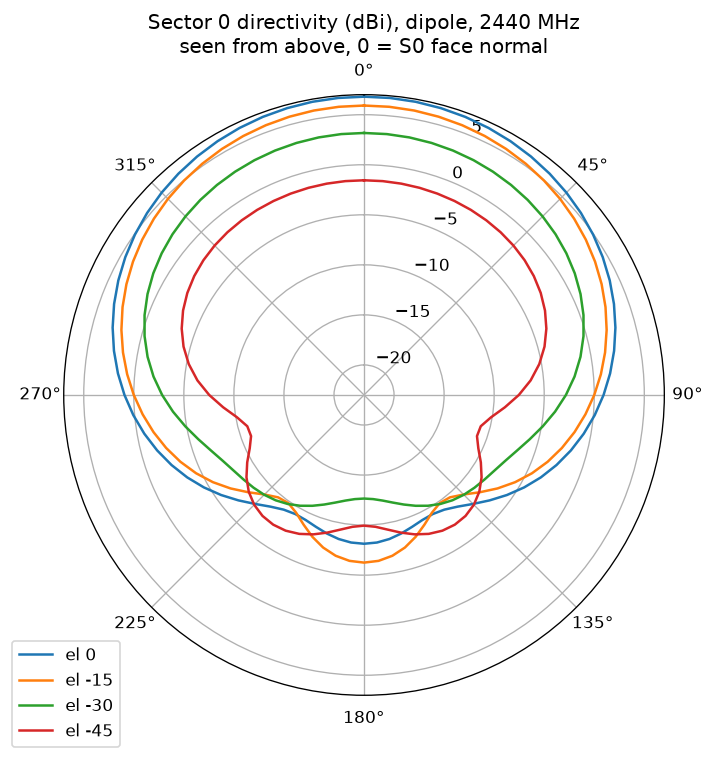 Sector 0 directivity (dBi), dipole, 2440 MHz
seen from above, 0 = S0 face normal
0°
5
315°
45°
0
−5
−10
−15
−20
270°
90°
225°
135°
180°
el 0
el -15
el -30
el -45